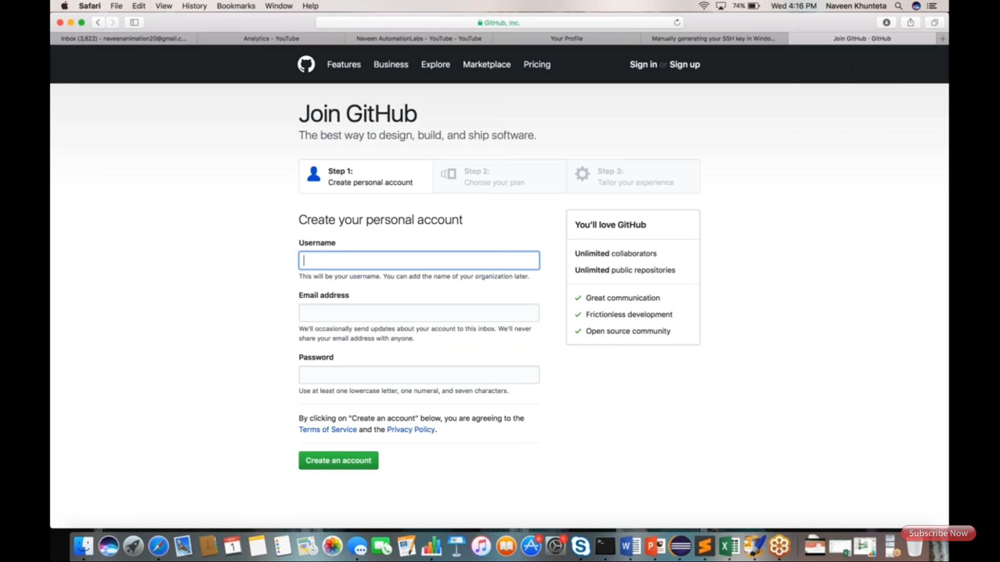 Safari File Edit View History Bookmarks Window Help 74% Wed 4:16 PM Naveen Khunteta
GitHub, Inc.
Inbox (3,822) - naveenanimation20@gmail.c... Analytics - YouTube Naveen AutomationLabs - YouTube - YouTube Your Profile Manually generating your SSH key in Windo... Join GitHub · GitHub
Features Business Explore Marketplace Pricing Sign in or Sign up
Join GitHub
The best way to design, build, and ship software.
Step 1:
Create personal account
Step 2:
Choose your plan
Step 3:
Tailor your experience
Create your personal account
Username
This will be your username. You can add the name of your organization later.
Email address
We'll occasionally send updates about your account to this inbox. We'll never
share your email address with anyone.
Password
Use at least one lowercase letter, one numeral, and seven characters.
By clicking on "Create an account" below, you are agreeing to the
Terms of Service and the Privacy Policy.
Create an account
You'll love GitHub
Unlimited collaborators
Unlimited public repositories
Great communication
Frictionless development
Open source community
NOV
1
Subscribe Now